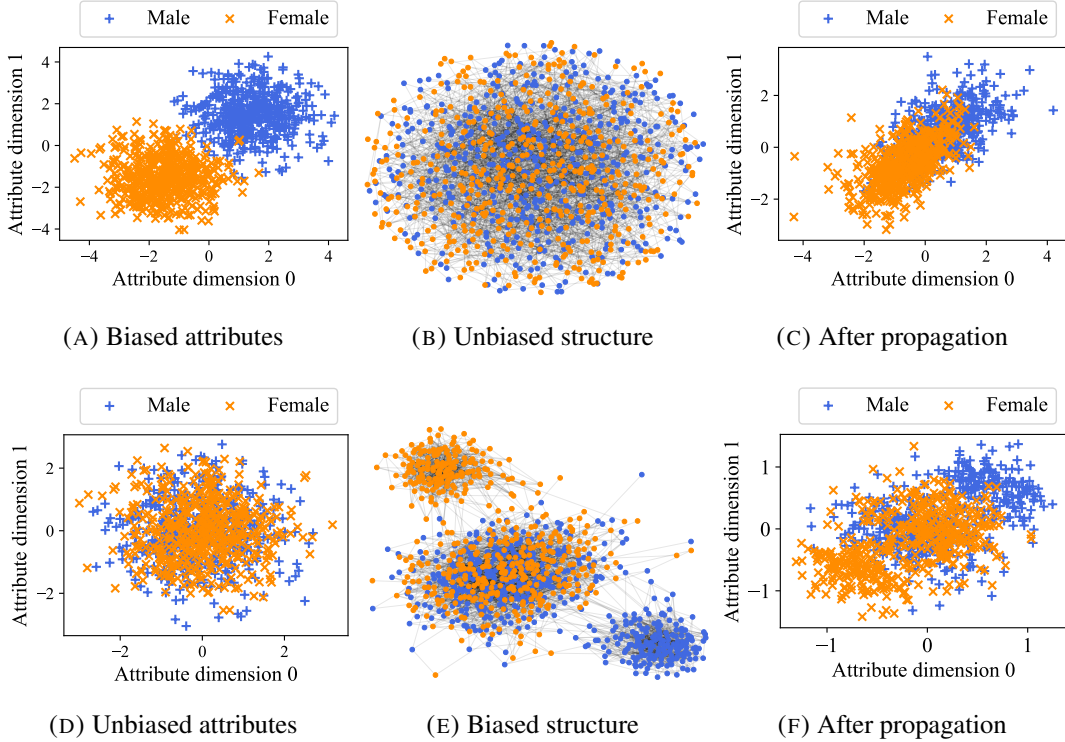 Male Female
Attribute dimension 1
4
2
0
−2
−4
−4 −2 0 2 4
Attribute dimension 0
(A) Biased attributes
(B) Unbiased structure
Male Female
Attribute dimension 1
2
0
−2
−4 −2 0 2 4
Attribute dimension 0
(C) After propagation
Male Female
Attribute dimension 1
2
0
−2
−2 0 2
Attribute dimension 0
(D) Unbiased attributes
(E) Biased structure
Male Female
Attribute dimension 1
1
0
−1
−1 0 1
Attribute dimension 0
(F) After propagation